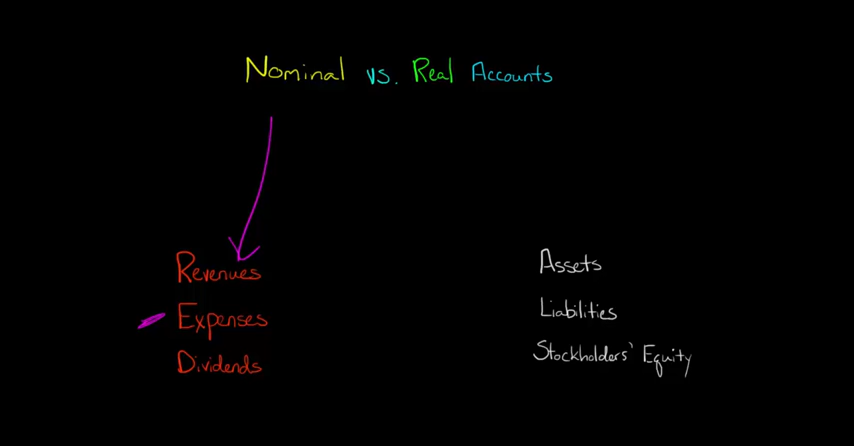 Nominal vs. Real Accounts
Revenues
Expenses
Dividends
Assets
Liabilities
Stockholders' Equity